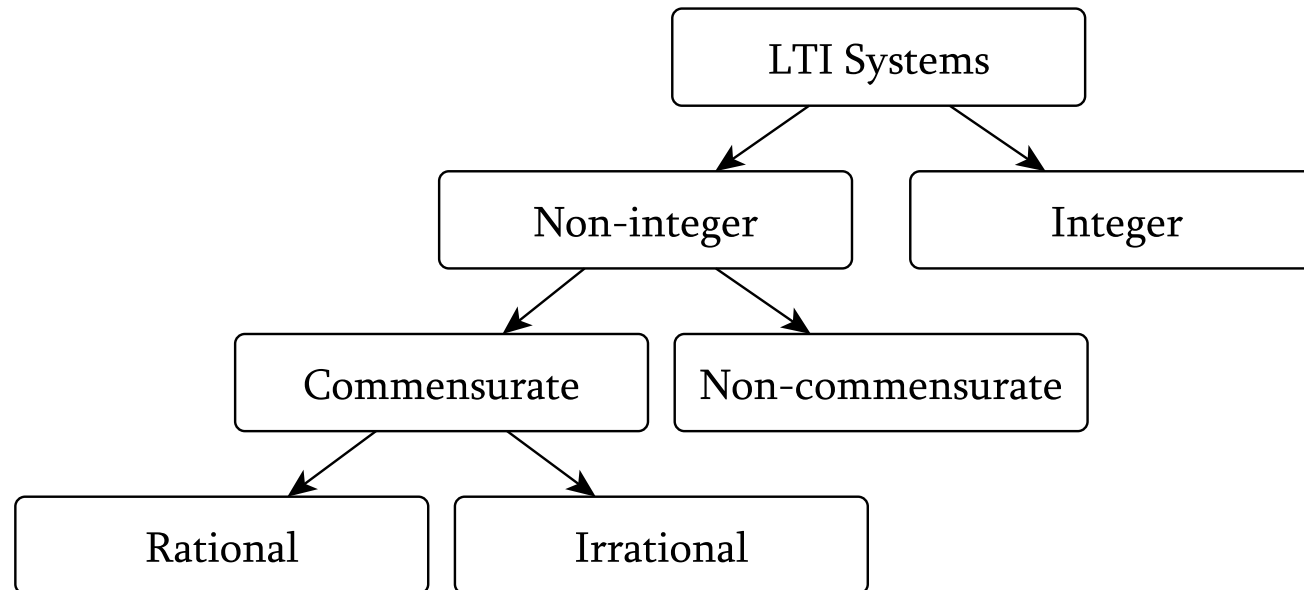 LTI Systems
Non-integer
Integer
Commensurate
Non-commensurate
Rational
Irrational